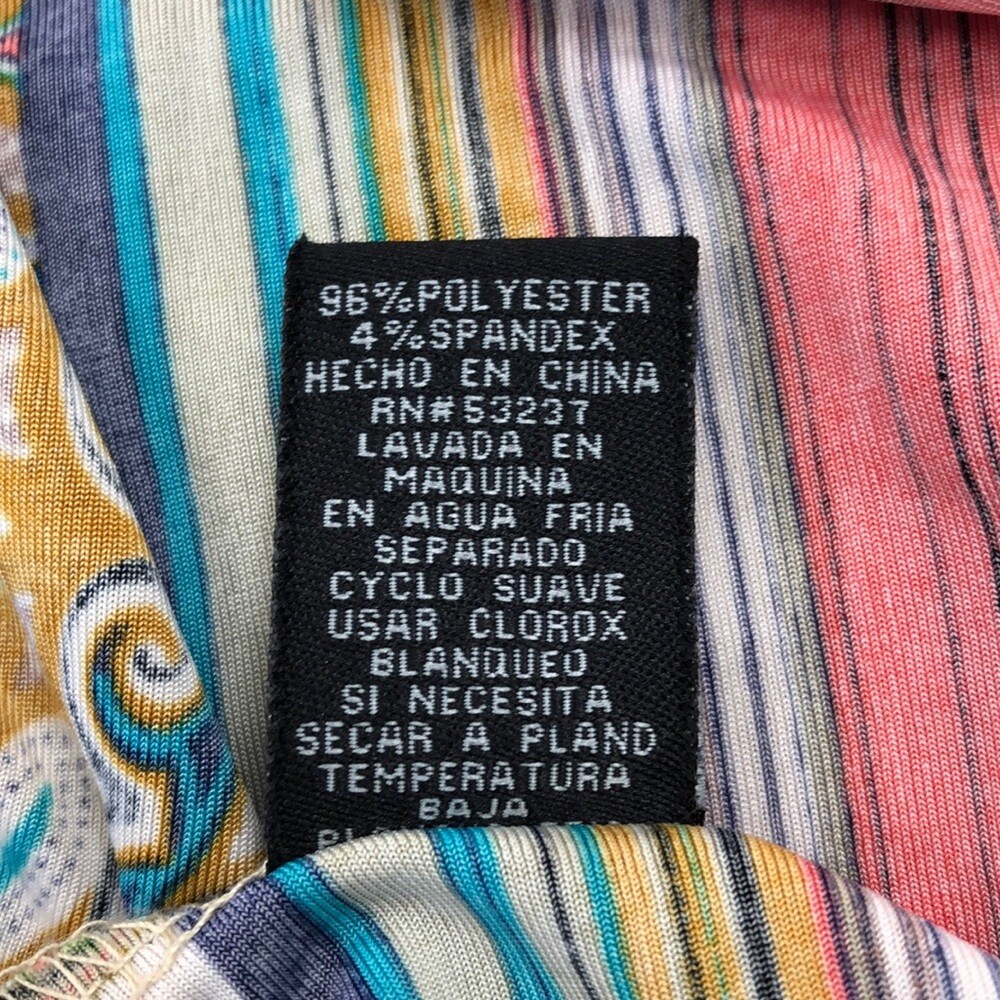 96%POLYESTER
4%SPANDEX
HECHO EN CHINA
RN#53237
LAVADA EN
MAQUINA
EN AGUA FRIA
SEPARADO
CYCLO SUAVE
USAR CLOROX
BLANQUEO
SI NECESITA
SECAR A PLAND
TEMPERATURA
BAJA